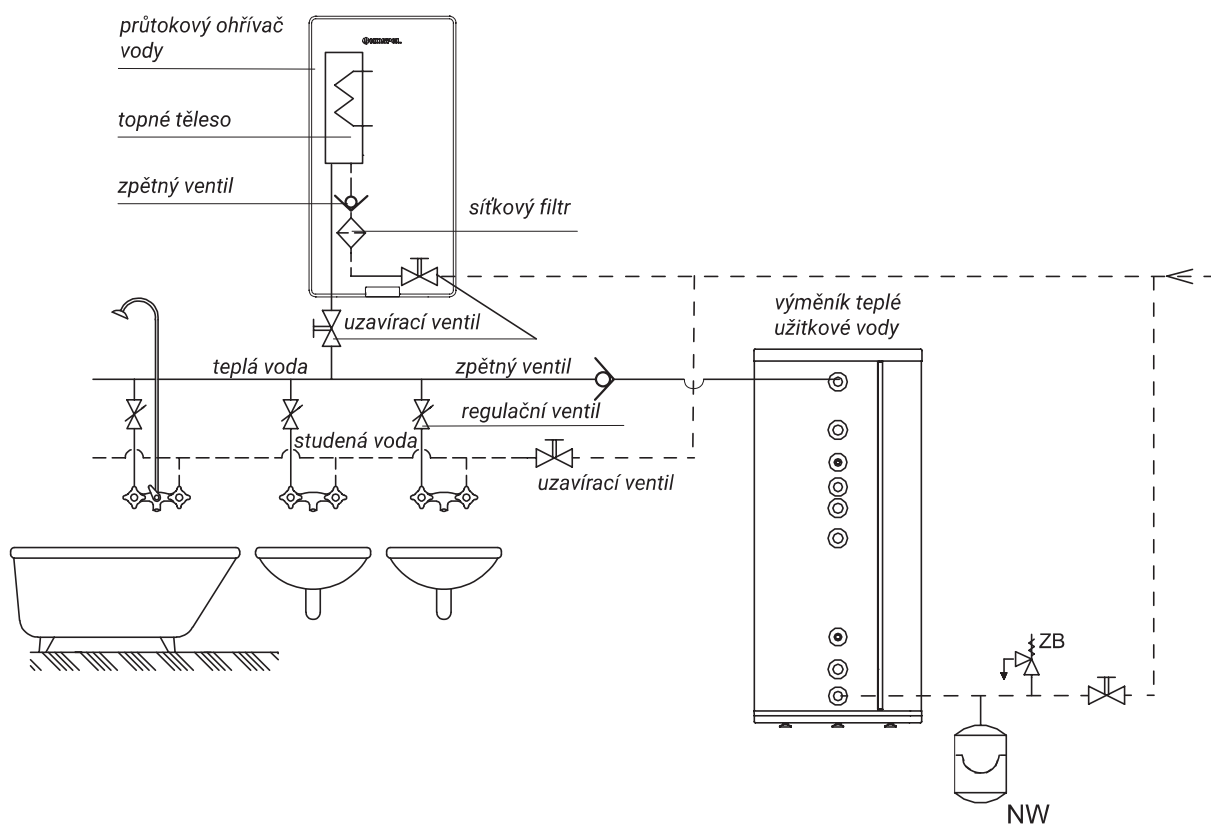 průtokový ohřívač
vody
KOSPEL
topné těleso
zpětný ventil
síťkový filtr
výměník teplé
užitkové vody
uzavírací ventil
teplá voda
zpětný ventil
regulační ventil
studená voda
uzavírací ventil
ZB
NW